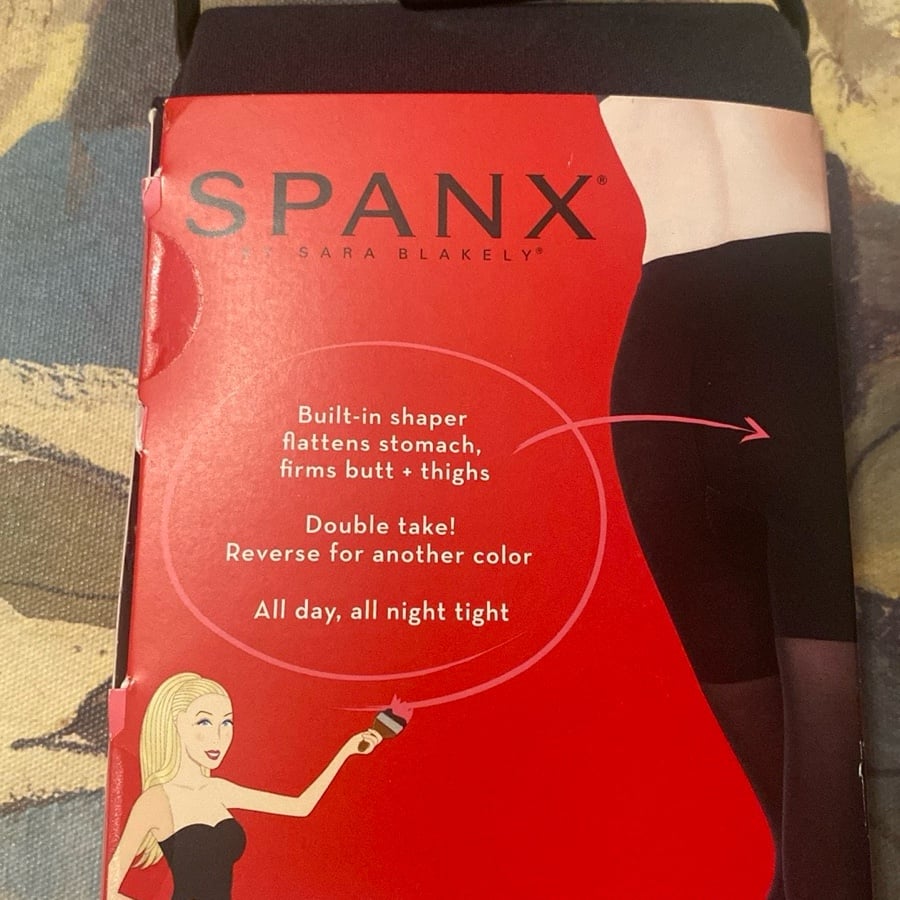 SPANX®
BY SARA BLAKELY®
Built-in shaper
flattens stomach,
firms butt + thighs
Double take!
Reverse for another color
All day, all night tight